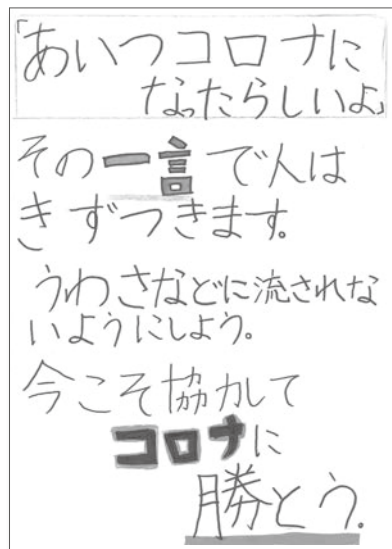 「あいつコロナに
なったらしいよ」
その一言で人は
きずつきます。
うわさなどに流されな
いようにしよう。
今こそ協力して
コロナに
勝とう。